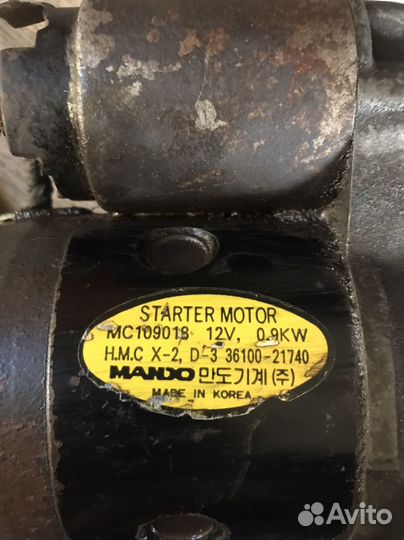 STARTER MOTOR
MC109018 12V, 0.9KW
H.M.C X-2, D-3 36100-21740
MANDO 만도기계(주)
MADE IN KOREA
Avito